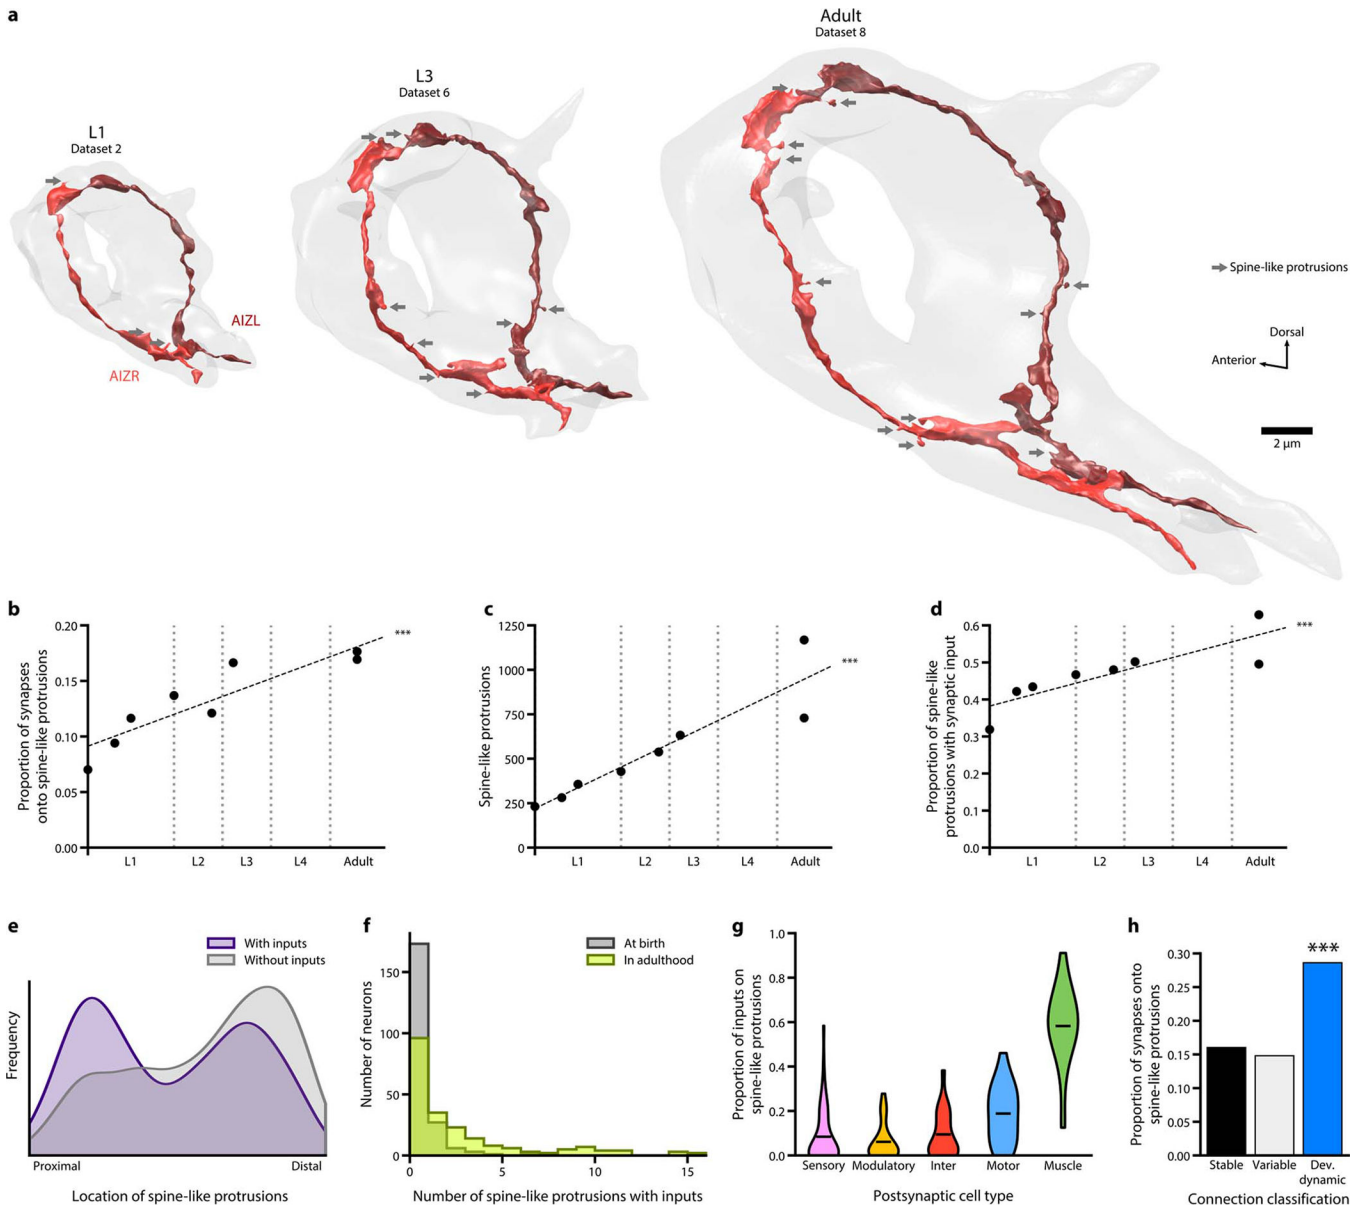 a
L1
Dataset 2
L3
Dataset 6
Adult
Dataset 8
AIZL
AIZR
Spine-like protrusions
Dorsal
Anterior
2 µm
b
Proportion of synapses
onto spine-like protrusions
0.20
0.15
0.10
0.05
0.00
***
L1
L2
L3
L4
Adult
c
Spine-like protrusions
1250
1000
750
500
250
0
***
L1
L2
L3
L4
Adult
d
Proportion of spine-like
protrusions with synaptic input
0.6
0.5
0.4
0.3
0.2
0.1
0.0
***
L1
L2
L3
L4
Adult
e
With inputs
Without inputs
Frequency
Proximal
Distal
Location of spine-like protrusions
f
At birth
In adulthood
Number of neurons
150
100
50
0
0
5
10
15
Number of spine-like protrusions with inputs
g
Proportion of inputs on
spine-like protrusions
1.0
0.8
0.6
0.4
0.2
0.0
Sensory
Modulatory
Inter
Motor
Muscle
Postsynaptic cell type
h
Proportion of synapses onto
spine-like protrusions
0.30
0.25
0.20
0.15
0.10
0.05
0.00
***
Stable
Variable
Dev.
dynamic
Connection classification